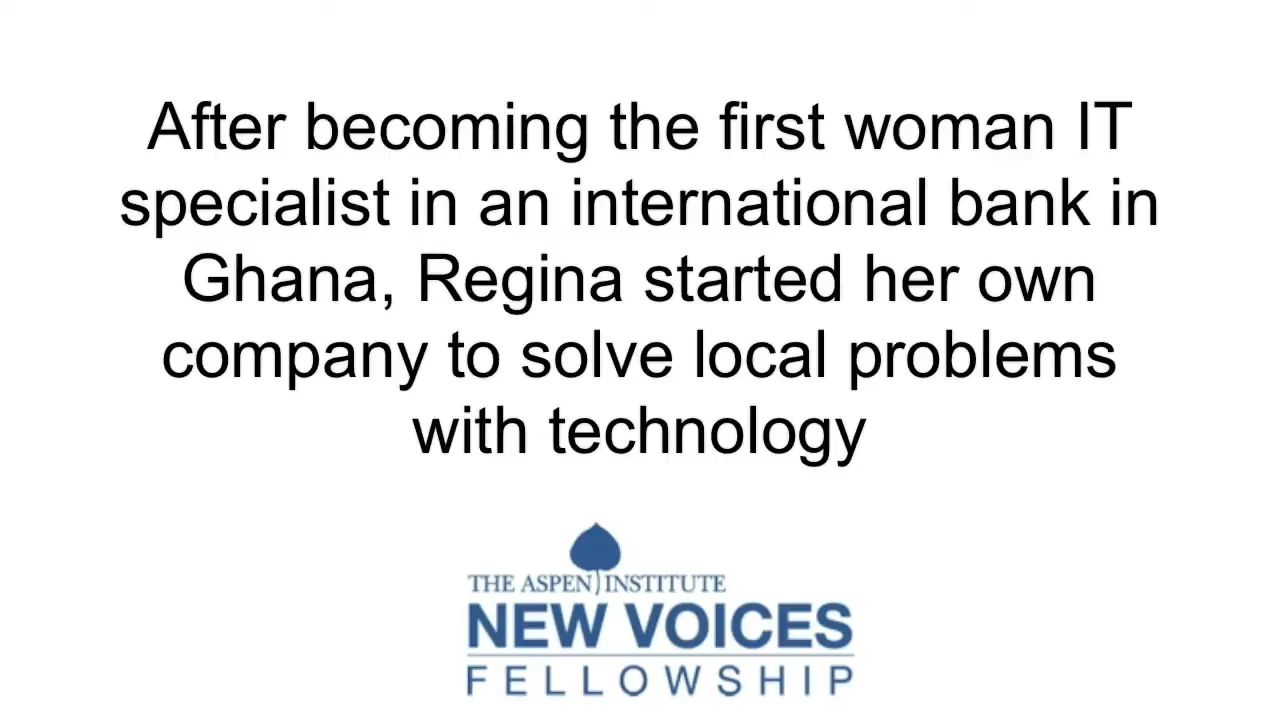 After becoming the first woman IT
specialist in an international bank in
Ghana, Regina started her own
company to solve local problems
with technology
THE ASPEN INSTITUTE
NEW VOICES
FELLOWSHIP